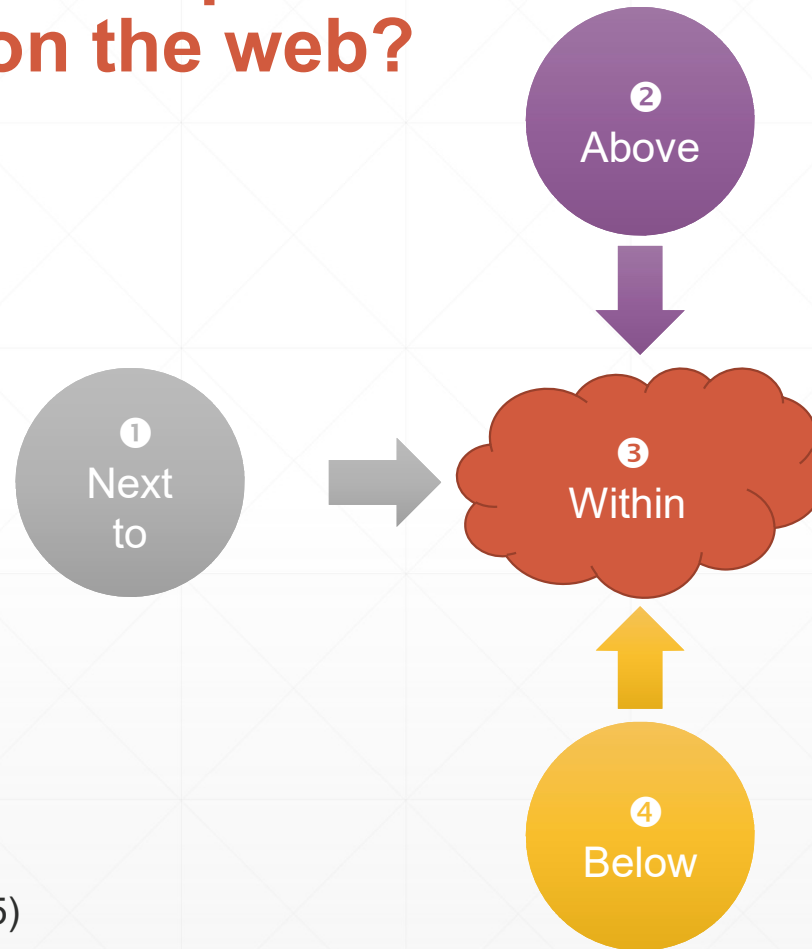 on the web?
❷
Above
❶
Next
to
❸
Within
❹
Below
5)